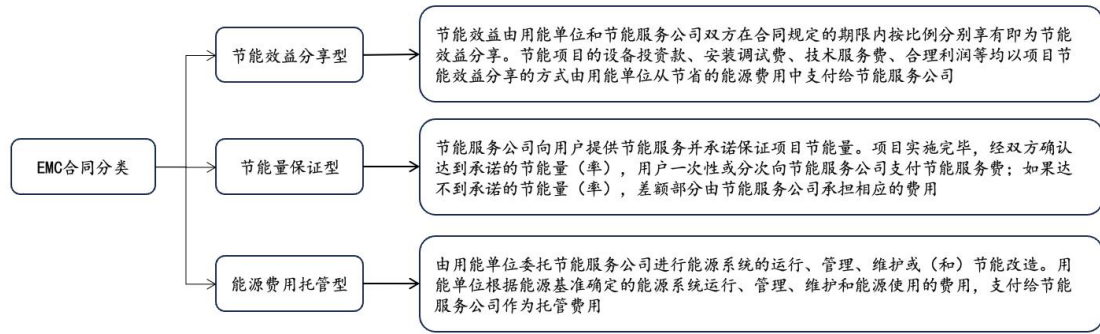 EMC合同分类
节能效益分享型
节能效益由用能单位和节能服务公司双方在合同规定的期限内按比例分别享有即为节能
效益分享。节能项目的设备投资款、安装调试费、技术服务费、合理利润等均以项目节
能效益分享的方式由用能单位从节省的能源费用中支付给节能服务公司
节能量保证型
节能服务公司向用户提供节能服务并承诺保证项目节能量。项目实施完毕，经双方确认
达到承诺的节能量（率），用户一次性或分次向节能服务公司支付节能服务费；如果达
不到承诺的节能量（率），差额部分由节能服务公司承担相应的费用
能源费用托管型
由用能单位委托节能服务公司进行能源系统的运行、管理、维护或（和）节能改造。用
能单位根据能源基准确定的能源系统运行、管理、维护和能源使用的费用，支付给节能
服务公司作为托管费用